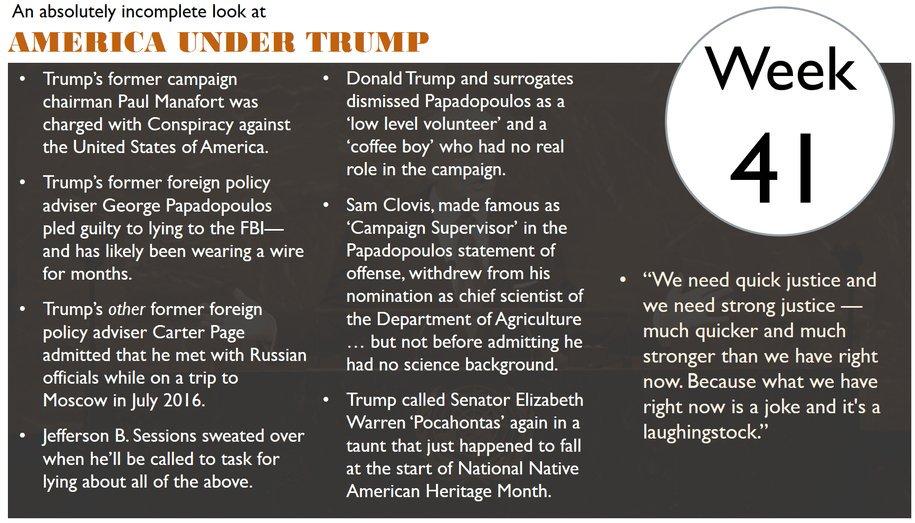 An absolutely incomplete look at
AMERICA UNDER TRUMP
Week
41
• Trump's former campaign
chairman Paul Manafort was
charged with Conspiracy against
the United States of America.
• Trump's former foreign policy
adviser George Papadopoulos
pled guilty to lying to the FBI—
and has likely been wearing a wire
for months.
• Trump's other former foreign
policy adviser Carter Page
admitted that he met with Russian
officials while on a trip to
Moscow in July 2016.
• Jefferson B. Sessions sweated over
when he'll be called to task for
lying about all of the above.
• Donald Trump and surrogates
dismissed Papadopoulos as a
‘low level volunteer’ and a
‘coffee boy’ who had no real
role in the campaign.
• Sam Clovis, made famous as
‘Campaign Supervisor’ in the
Papadopoulos statement of
offense, withdrew from his
nomination as chief scientist of
the Department of Agriculture
… but not before admitting he
had no science background.
• Trump called Senator Elizabeth
Warren ‘Pocahontas’ again in a
taunt that just happened to fall
at the start of National Native
American Heritage Month.
• “We need quick justice and
we need strong justice —
much quicker and much
stronger than we have right
now. Because what we have
right now is a joke and it's a
laughingstock.”